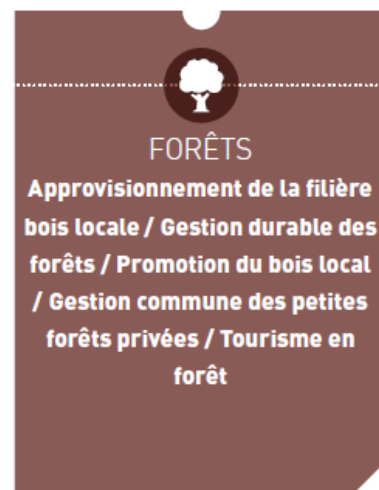 FORÊTS
Approvisionnement de la filière
bois locale / Gestion durable des
forêts / Promotion du bois local
/ Gestion commune des petites
forêts privées / Tourisme en
forêt